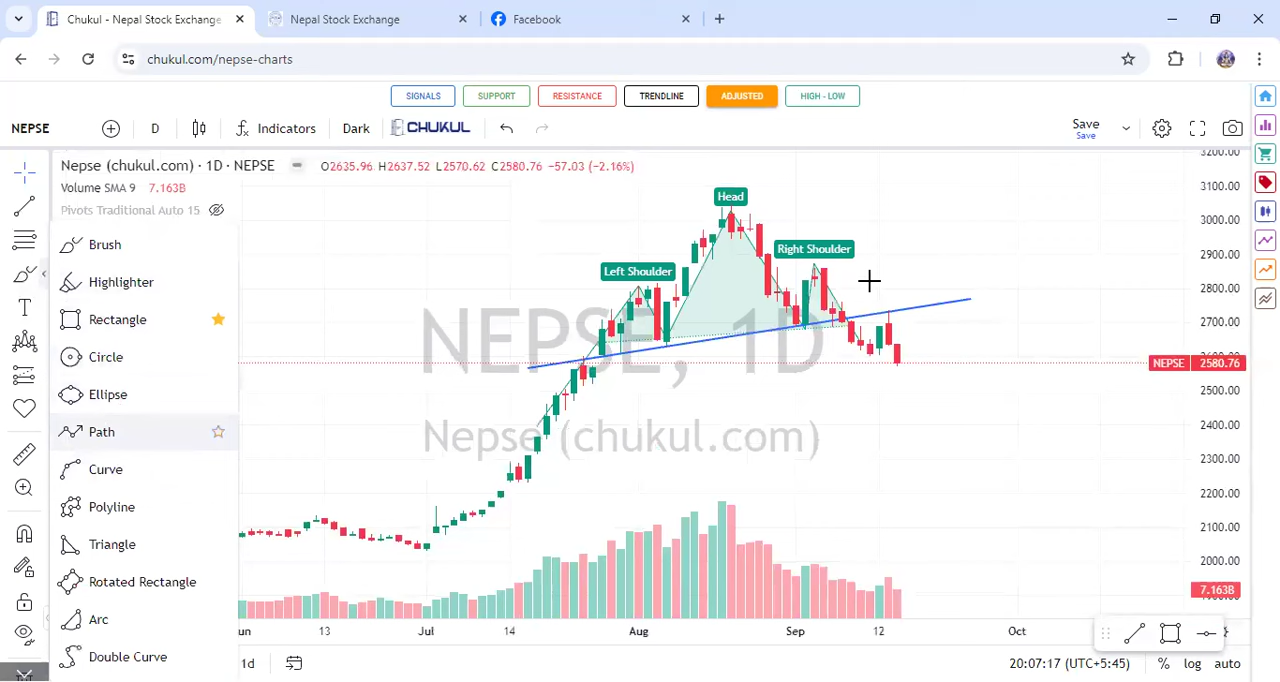 Chukul - Nepal Stock Exchange
Nepal Stock Exchange
Facebook
chukul.com/nepse-charts
SIGNALS
SUPPORT
RESISTANCE
TRENDLINE
ADJUSTED
HIGH - LOW
NEPSE
D
Indicators
Dark
CHUKUL
Save
Save
Nepse (chukul.com) · 1D · NEPSE
O2635.96 H2637.52 L2570.62 C2580.76 -57.03 (-2.16%)
Volume SMA 9 7.163B
Pivots Traditional Auto 15
Brush
Highlighter
Rectangle
Circle
Ellipse
Path
Curve
Polyline
Triangle
Rotated Rectangle
Arc
Double Curve
Left Shoulder
Head
Right Shoulder
NEPSE, 1D
Nepse (chukul.com)
3200.00
3100.00
3000.00
2900.00
2800.00
2700.00
NEPSE 2580.76
2500.00
2400.00
2300.00
2200.00
2100.00
2000.00
7.163B
13
Jul
14
Aug
Sep
12
Oct
1d
20:07:17 (UTC+5:45)
%
log
auto